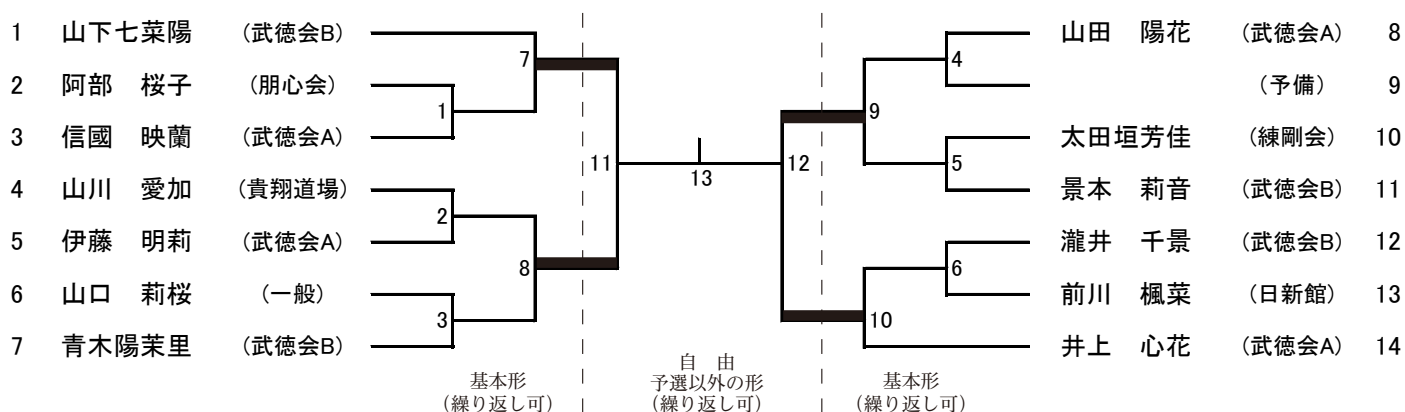 1 山下七菜陽 (武徳会B)
2 阿部 桜子 (朋心会)
3 信國 映蘭 (武徳会A)
4 山川 愛加 (貴翔道場)
5 伊藤 明莉 (武徳会A)
6 山口 莉桜 (一般)
7 青木陽茉里 (武徳会B)
7
1
2
8
3
11
13
12
4
9
5
6
10
山田 陽花 (武徳会A) 8
(予備) 9
太田垣芳佳 (練剛会) 10
景本 莉音 (武徳会B) 11
瀧井 千景 (武徳会B) 12
前川 楓菜 (日新館) 13
井上 心花 (武徳会A) 14
基本形
(繰り返し可)
自 由
予選以外の形
(繰り返し可)
基本形
(繰り返し可)